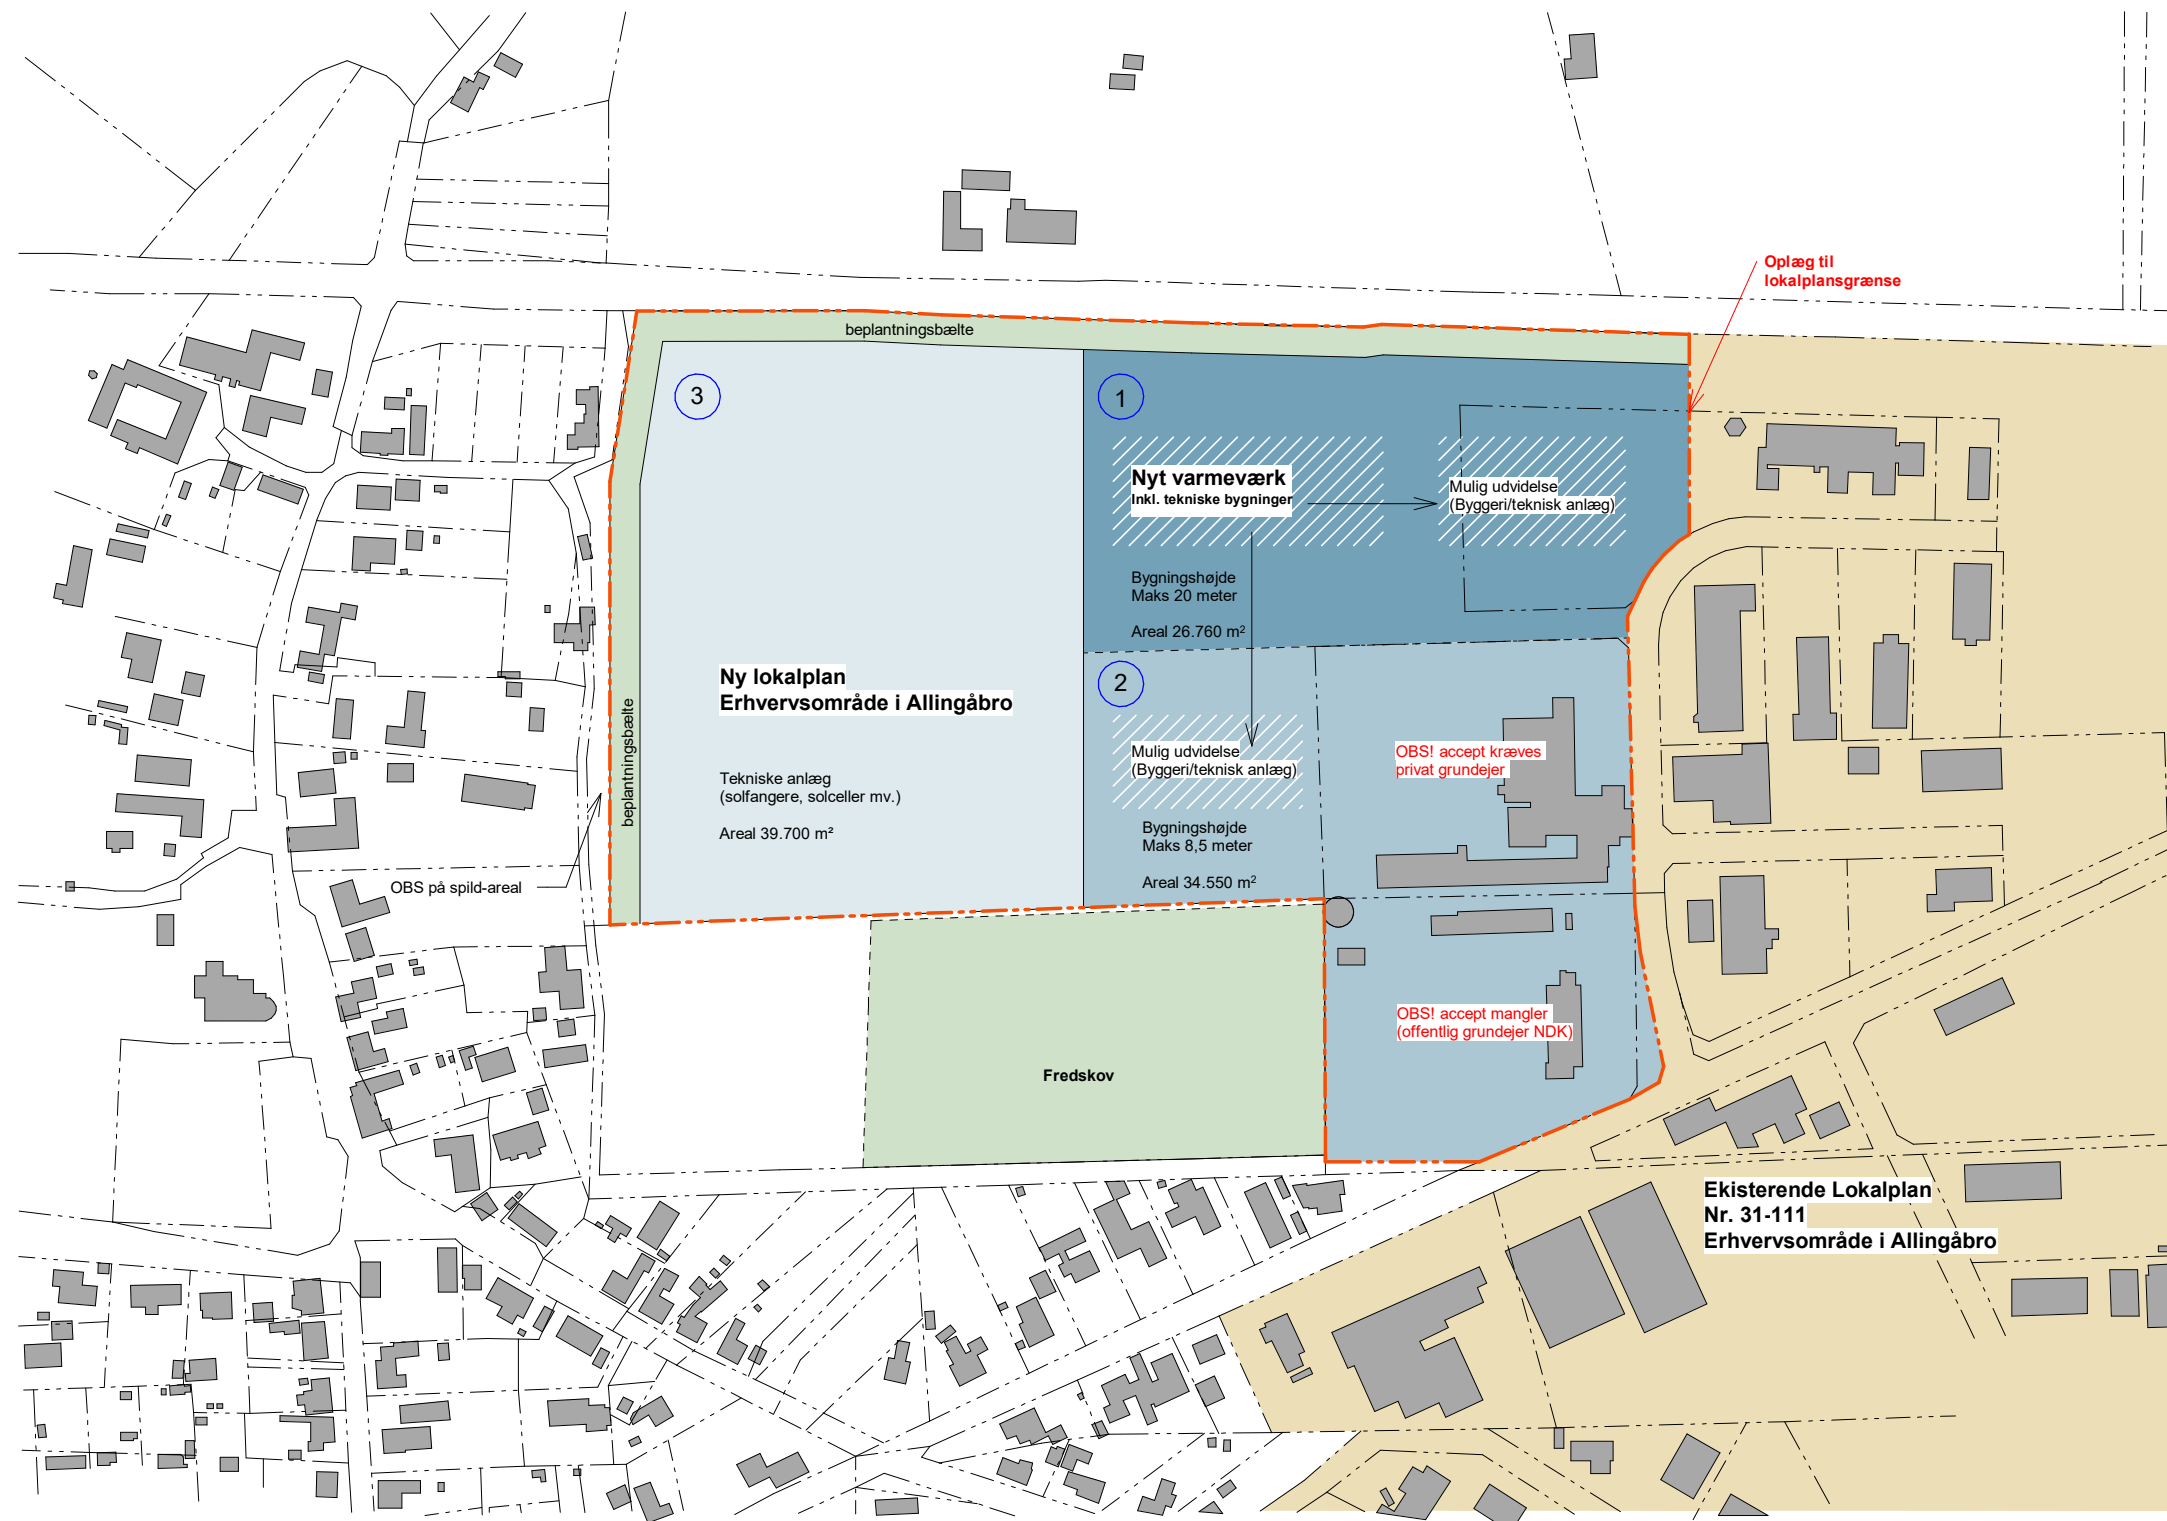 Oplæg til
lokalplansgrænse
beplantningsbælte
3
1
Nyt varmeværk
Inkl. tekniske bygninger
Mulig udvidelse
(Byggeri/teknisk anlæg)
Bygningshøjde
Maks 20 meter
Areal 26.760 m²
2
Ny lokalplan
Erhvervsområde i Allingåbro
beplantningsbælte
Mulig udvidelse
(Byggeri/teknisk anlæg)
OBS! accept kræves
privat grundejer
Tekniske anlæg
(solfangere, solceller mv.)
Areal 39.700 m²
Bygningshøjde
Maks 8,5 meter
Areal 34.550 m²
OBS på spild-areal
OBS! accept mangler
(offentlig grundejer NDK)
Fredskov
Ekisterende Lokalplan
Nr. 31-111
Erhvervsområde i Allingåbro